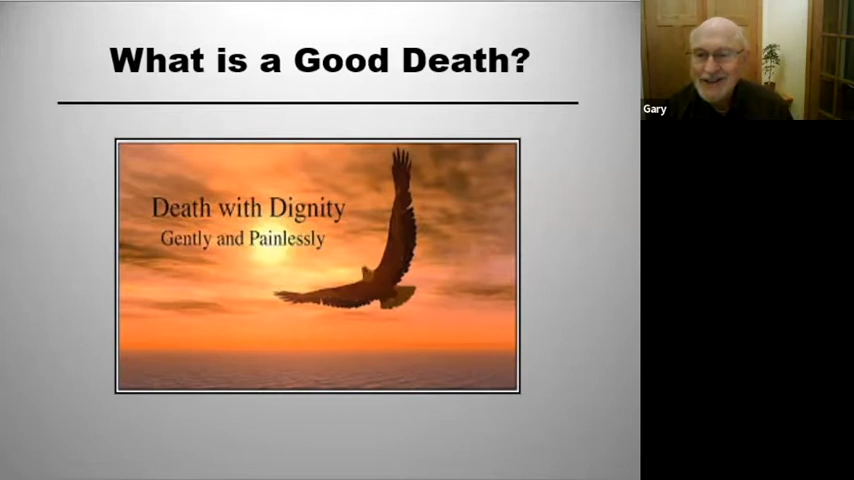 What is a Good Death?
Death with Dignity
Gently and Painlessly
Gary